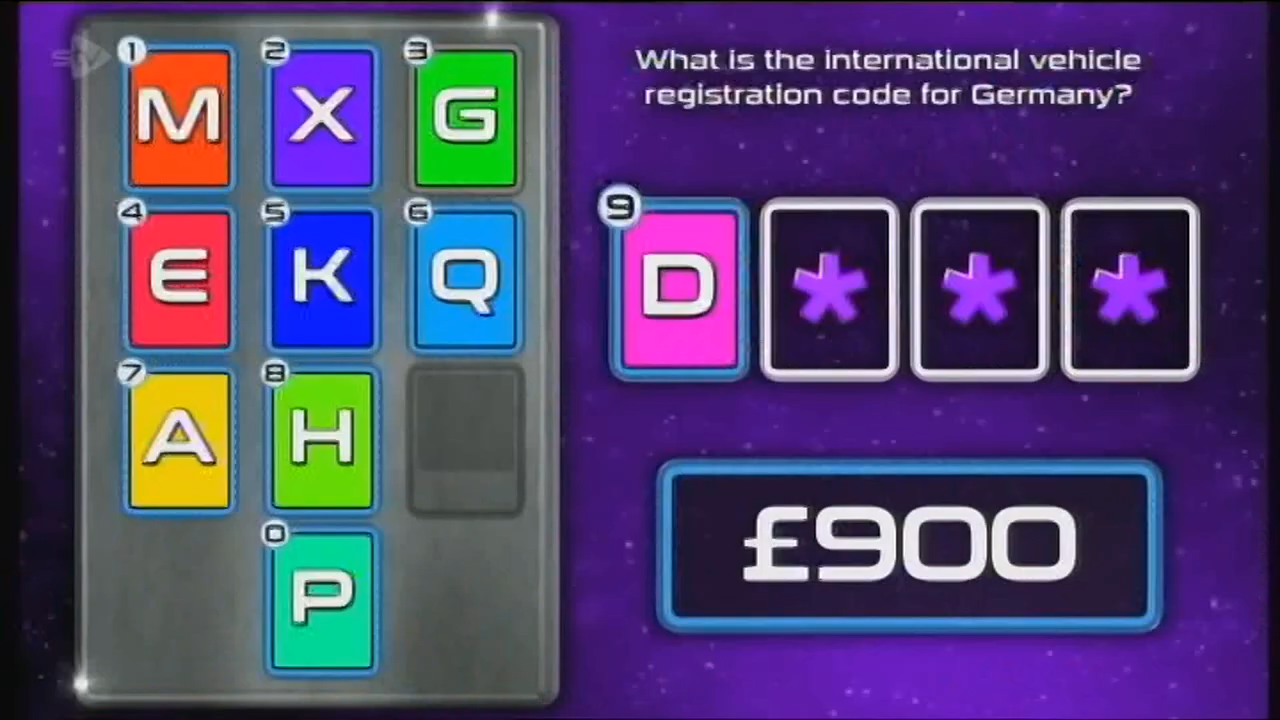 stv
What is the international vehicle
registration code for Germany?
1 M
2 X
3 G
4 E
5 K
6 Q
7 A
8 H
0 P
9 D * * *
£900